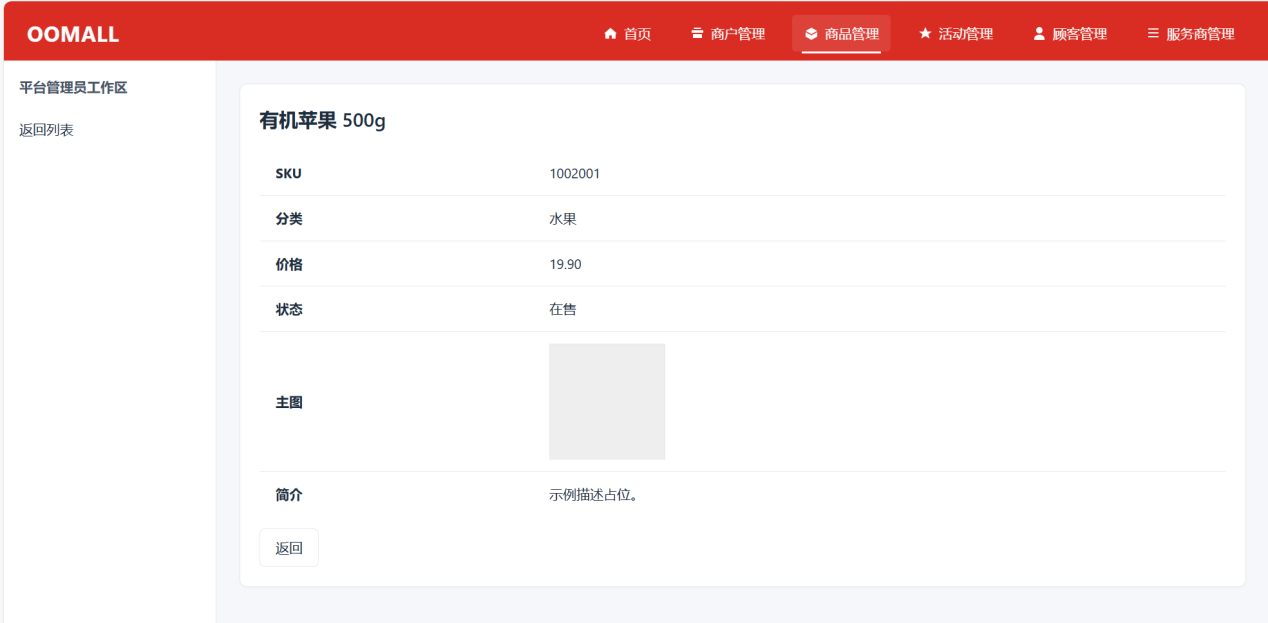 OOMALL 首页 商户管理 商品管理 活动管理 顾客管理 服务商管理
平台管理员工作区
返回列表
有机苹果 500g
SKU 1002001
分类 水果
价格 19.90
状态 在售
主图
简介 示例描述占位。
返回